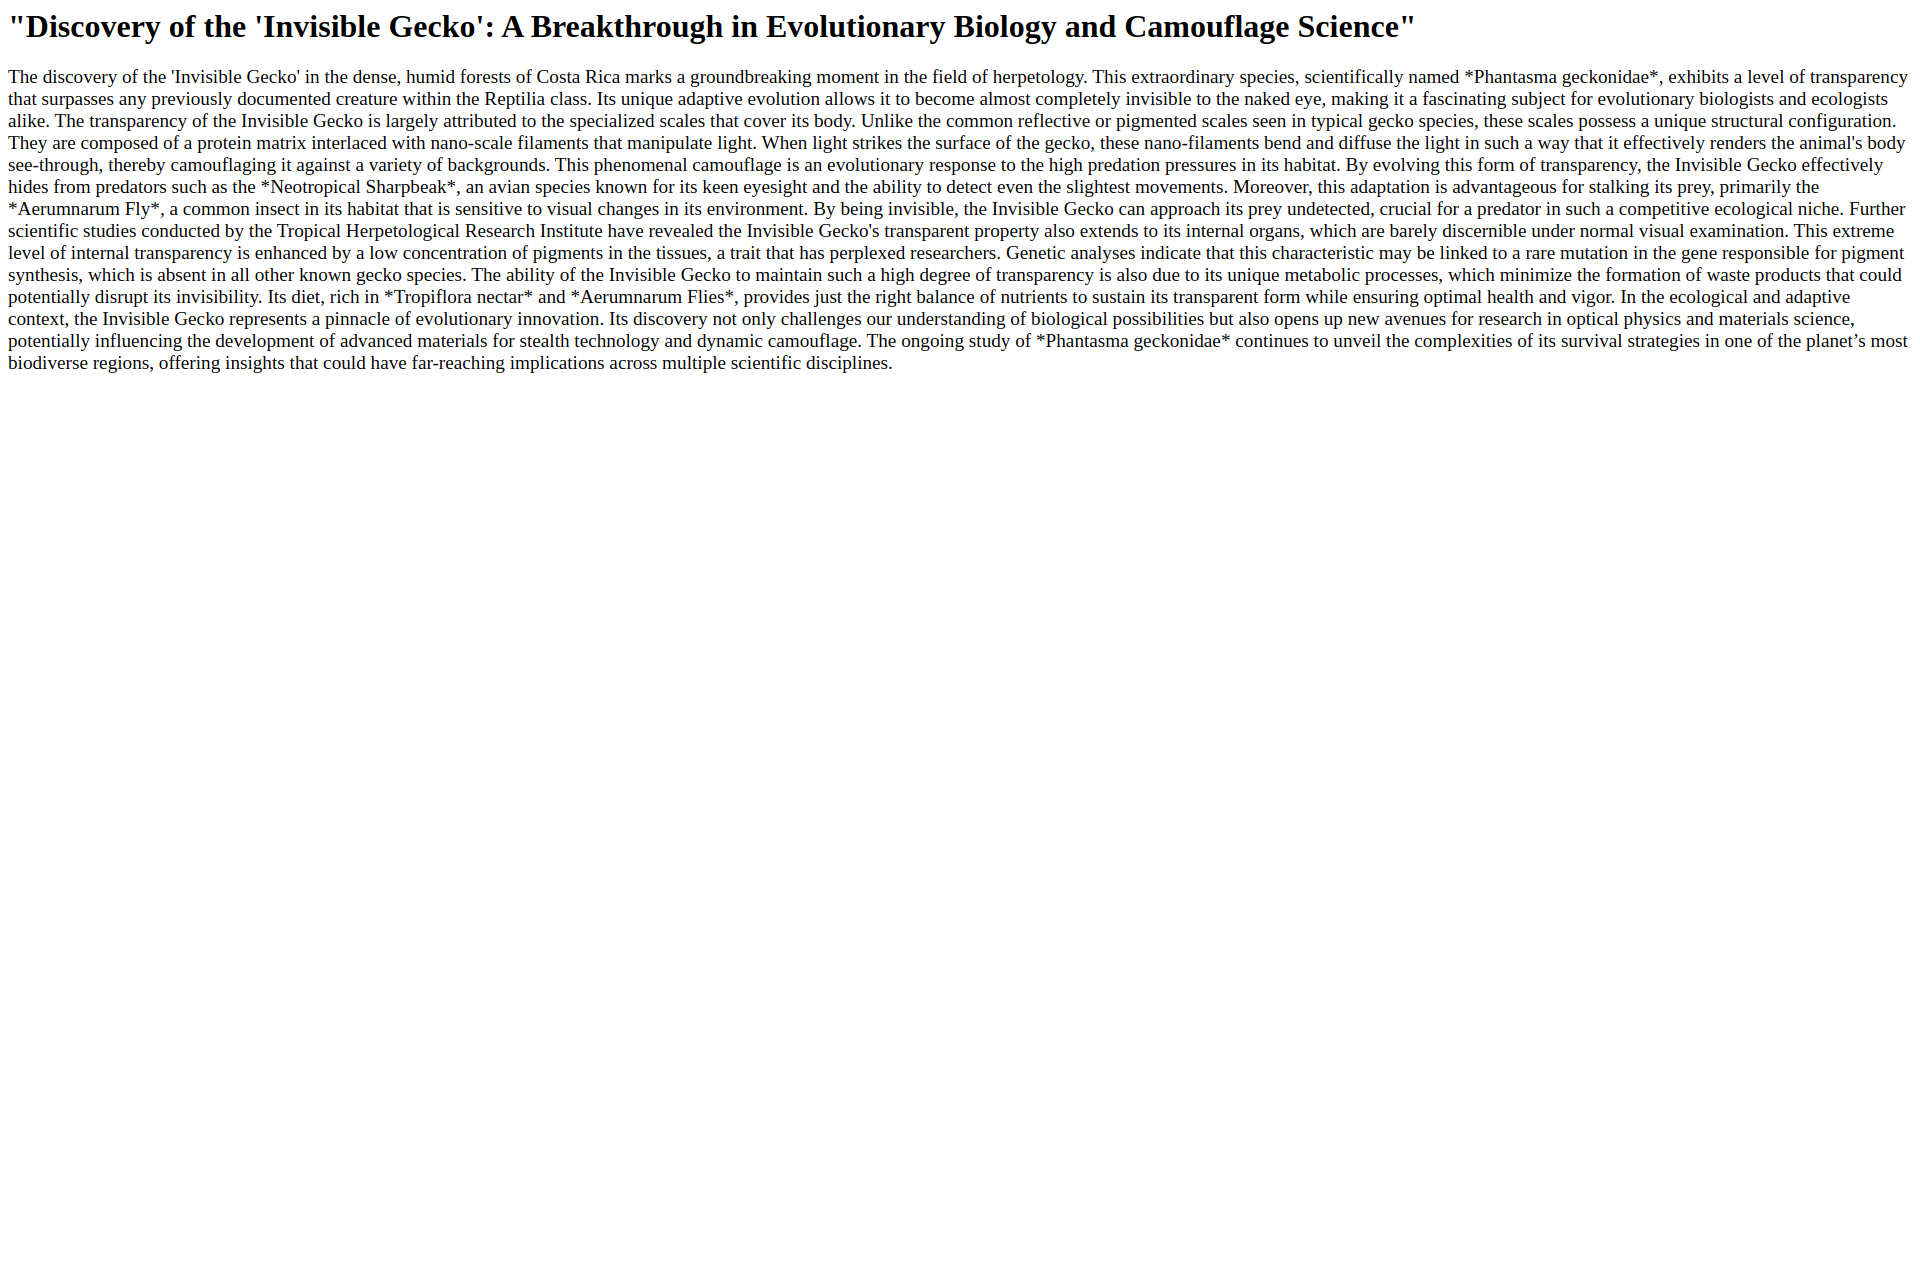 "Discovery of the 'Invisible Gecko': A Breakthrough in Evolutionary Biology and Camouflage Science"
The discovery of the 'Invisible Gecko' in the dense, humid forests of Costa Rica marks a groundbreaking moment in the field of herpetology. This extraordinary species, scientifically named *Phantasma geckonidae*, exhibits a level of transparency
that surpasses any previously documented creature within the Reptilia class. Its unique adaptive evolution allows it to become almost completely invisible to the naked eye, making it a fascinating subject for evolutionary biologists and ecologists
alike. The transparency of the Invisible Gecko is largely attributed to the specialized scales that cover its body. Unlike the common reflective or pigmented scales seen in typical gecko species, these scales possess a unique structural configuration.
They are composed of a protein matrix interlaced with nano-scale filaments that manipulate light. When light strikes the surface of the gecko, these nano-filaments bend and diffuse the light in such a way that it effectively renders the animal's body
see-through, thereby camouflaging it against a variety of backgrounds. This phenomenal camouflage is an evolutionary response to the high predation pressures in its habitat. By evolving this form of transparency, the Invisible Gecko effectively
hides from predators such as the *Neotropical Sharpbeak*, an avian species known for its keen eyesight and the ability to detect even the slightest movements. Moreover, this adaptation is advantageous for stalking its prey, primarily the
*Aerumnarum Fly*, a common insect in its habitat that is sensitive to visual changes in its environment. By being invisible, the Invisible Gecko can approach its prey undetected, crucial for a predator in such a competitive ecological niche. Further
scientific studies conducted by the Tropical Herpetological Research Institute have revealed the Invisible Gecko's transparent property also extends to its internal organs, which are barely discernible under normal visual examination. This extreme
level of internal transparency is enhanced by a low concentration of pigments in the tissues, a trait that has perplexed researchers. Genetic analyses indicate that this characteristic may be linked to a rare mutation in the gene responsible for pigment
synthesis, which is absent in all other known gecko species. The ability of the Invisible Gecko to maintain such a high degree of transparency is also due to its unique metabolic processes, which minimize the formation of waste products that could
potentially disrupt its invisibility. Its diet, rich in *Tropiflora nectar* and *Aerumnarum Flies*, provides just the right balance of nutrients to sustain its transparent form while ensuring optimal health and vigor. In the ecological and adaptive
context, the Invisible Gecko represents a pinnacle of evolutionary innovation. Its discovery not only challenges our understanding of biological possibilities but also opens up new avenues for research in optical physics and materials science,
potentially influencing the development of advanced materials for stealth technology and dynamic camouflage. The ongoing study of *Phantasma geckonidae* continues to unveil the complexities of its survival strategies in one of the planet’s most
biodiverse regions, offering insights that could have far-reaching implications across multiple scientific disciplines.